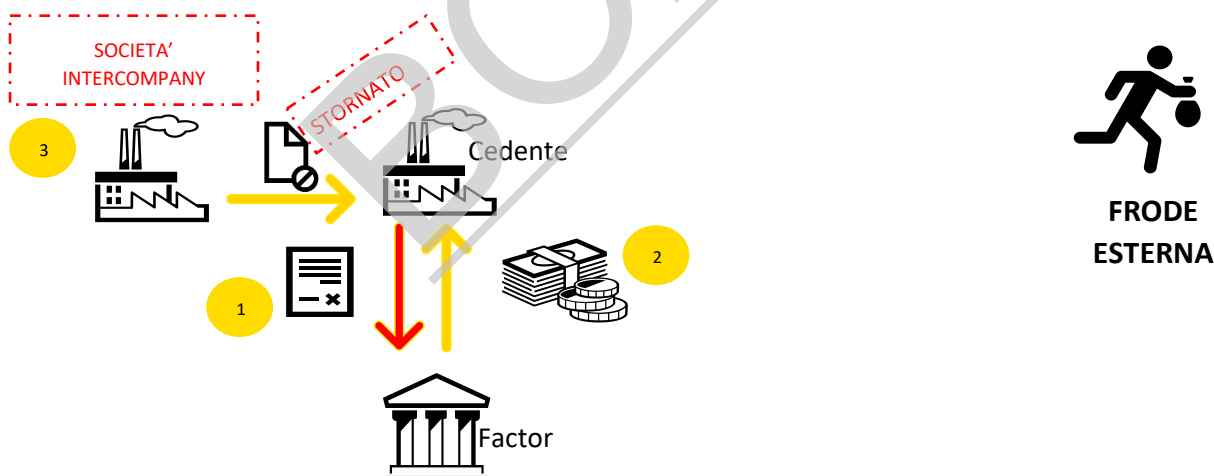 SOCIETA'
INTERCOMPANY
STORNATO
3
Cedente
FRODE
ESTERNA
2
1
Factor